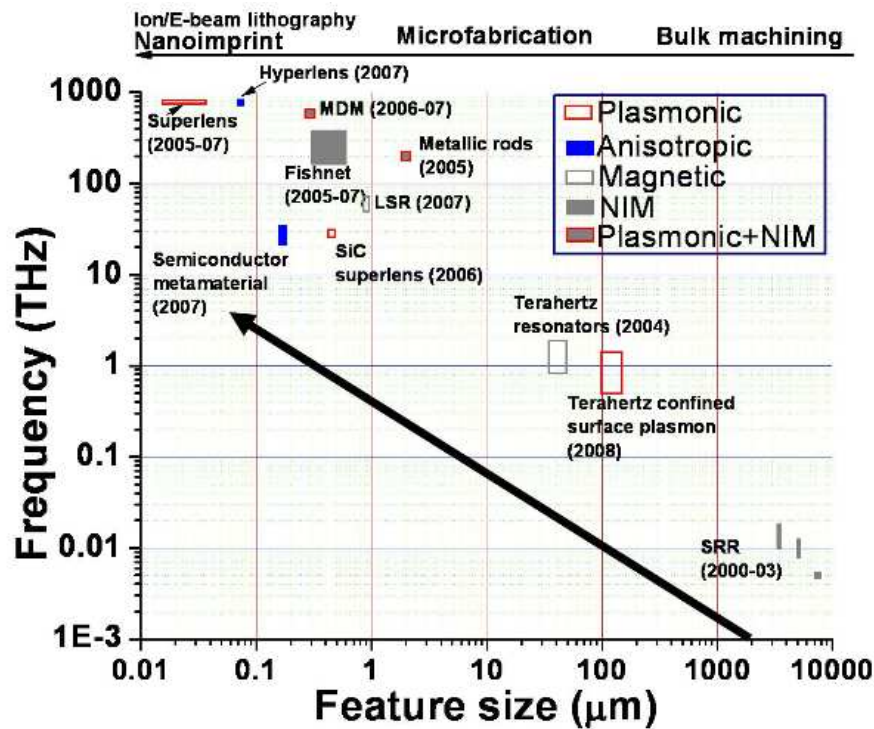 Ion/E-beam lithography
Nanoimprint Microfabrication Bulk machining
Hyperlens (2007)
Superlens
(2005-07)
MDM (2006-07)
Metallic rods
(2005)
Fishnet
(2005-07)
LSR (2007)
SiC
superlens (2006)
Semiconductor
metamaterial
(2007)
Terahertz
resonators (2004)
Terahertz confined
surface plasmon
(2008)
SRR
(2000-03)
Plasmonic
Anisotropic
Magnetic
NIM
Plasmonic+NIM
Frequency (THz)
1000
100
10
1
0.1
0.01
1E-3
0.01 0.1 1 10 100 1000 10000
Feature size (μm)